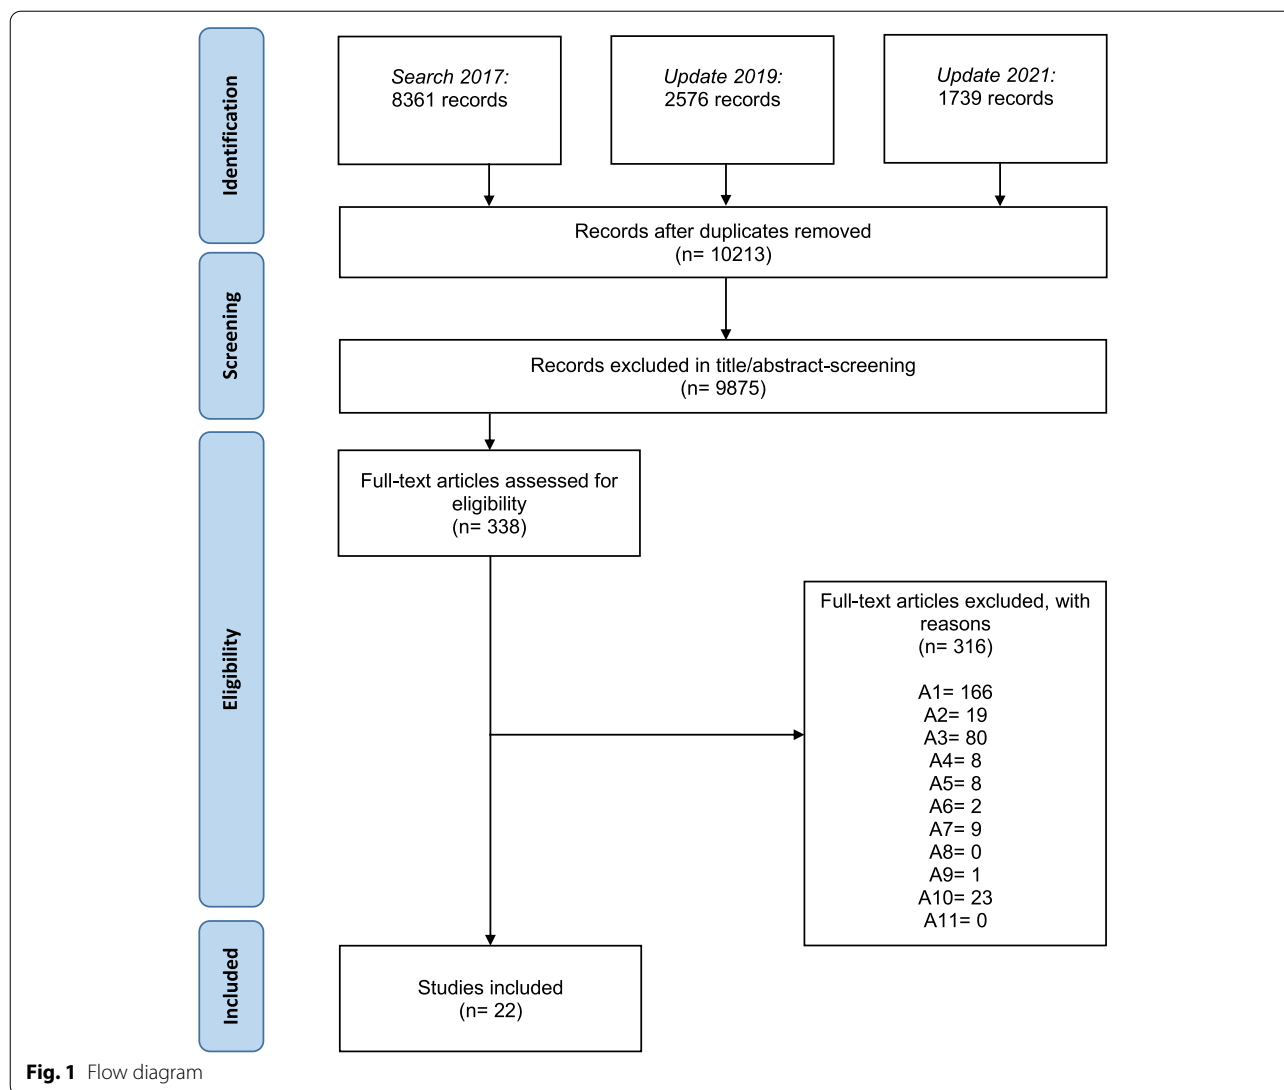 Identification
Search 2017:
8361 records
Update 2019:
2576 records
Update 2021:
1739 records
Records after duplicates removed
(n= 10213)
Screening
Records excluded in title/abstract-screening
(n= 9875)
Eligibility
Full-text articles assessed for
eligibility
(n= 338)
Full-text articles excluded, with
reasons
(n= 316)
A1= 166
A2= 19
A3= 80
A4= 8
A5= 8
A6= 2
A7= 9
A8= 0
A9= 1
A10= 23
A11= 0
Included
Studies included
(n= 22)
Fig. 1 Flow diagram